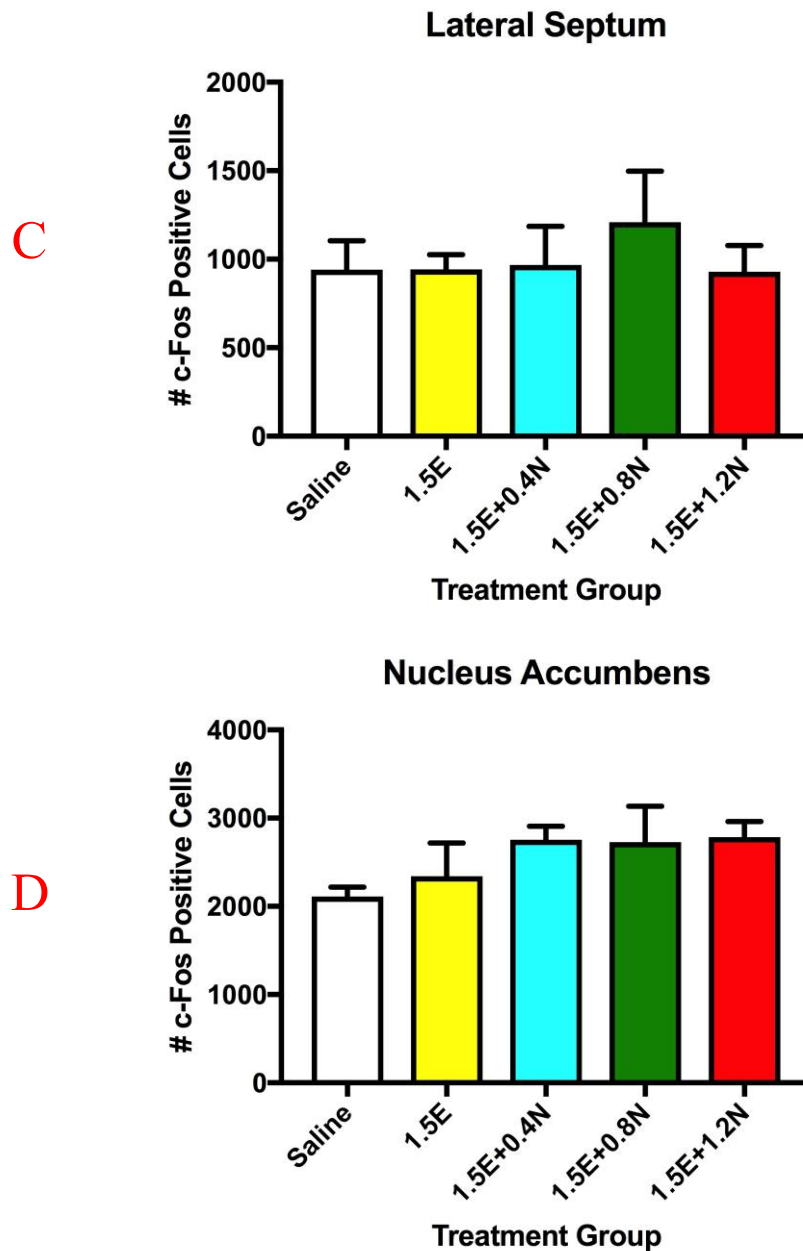 Lateral Septum
C
# c-Fos Positive Cells
2000
1500
1000
500
0
Saline
1.5E
1.5E+0.4N
1.5E+0.8N
1.5E+1.2N
Treatment Group
Nucleus Accumbens
D
# c-Fos Positive Cells
4000
3000
2000
1000
0
Saline
1.5E
1.5E+0.4N
1.5E+0.8N
1.5E+1.2N
Treatment Group